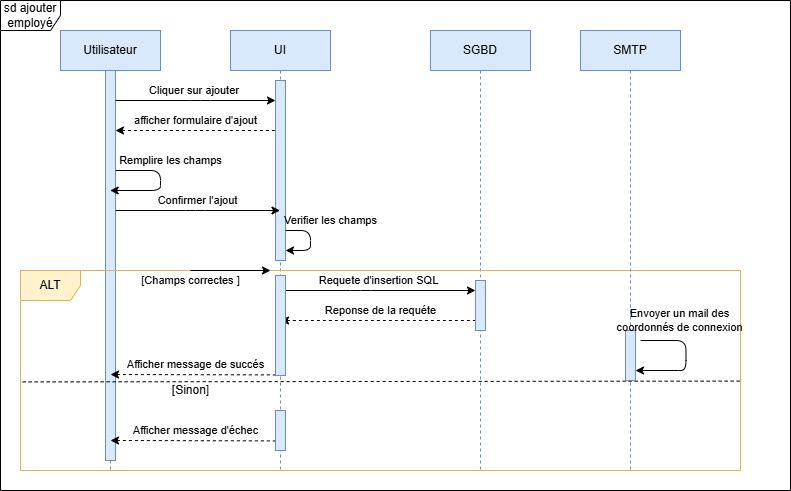 sd ajouter
employé
Utilisateur
UI
SGBD
SMTP
Cliquer sur ajouter
afficher formulaire d'ajout
Remplire les champs
Confirmer l'ajout
Verifier les champs
ALT
[Champs correctes ]
Requete d'insertion SQL
Reponse de la requéte
Envoyer un mail des
coordonnés de connexion
Afficher message de succés
[Sinon]
Afficher message d'échec